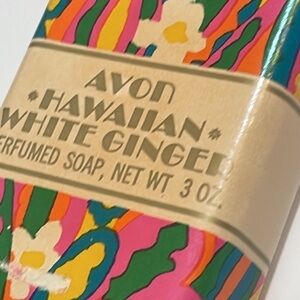 AVON
*HAWAIIAN*
WHITE GINGER
PERFUMED SOAP, NET WT 3 OZ.